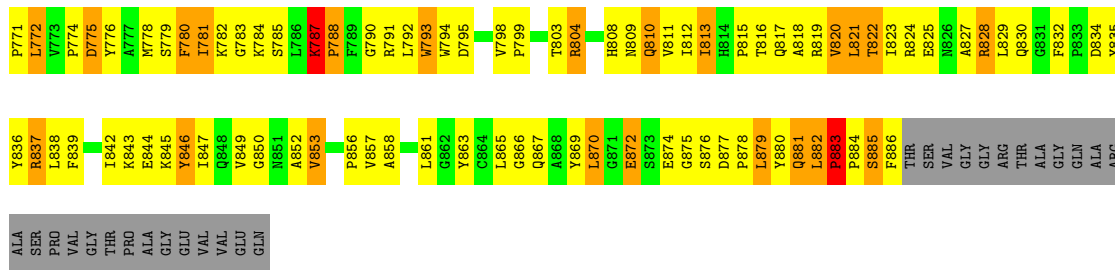 P771 L772 V773 P774 D775 Y776 A777 M778 S779 F780 I781 K782 G783 K784 S785 L786 K787 P788 F789 G790 R791 L792 W793 W794 D795 V798 P799 T803 R804 H808 N809 Q810 V811 I812 I813 H814 P815 T816 Q817 A818 R819 V820 L821 T822 I823 R824 E825 N826 A827 R828 L829 Q830 G831 F832 P833 D834 Y835
Y836 R837 L838 F839 I842 K843 E844 K845 Y846 I847 Q848 V849 G850 N851 A852 V853 P856 V857 A858 L861 G862 Y863 C864 L865 G866 Q867 A868 Y869 L870 G871 E872 S873 E874 G875 S876 D877 P878 L879 Y880 Q881 L882 P883 F884 S885 F886 THR SER VAL GLY GLY ARG THR ALA GLY GLN ALA ARG
ALA SER PRO VAL GLY THR PRO ALA GLY GLU VAL VAL GLU GLN